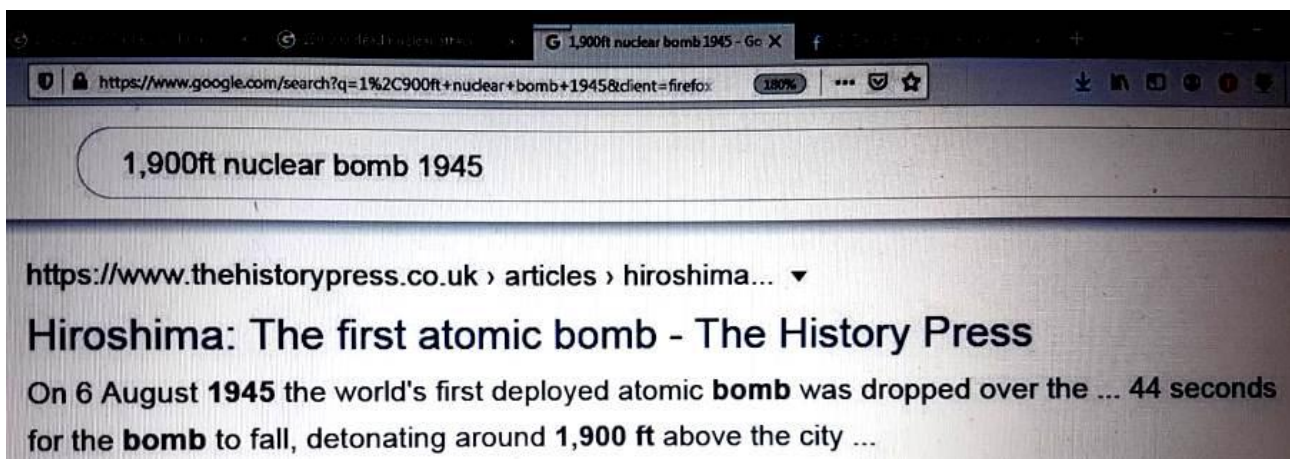 G 1,900ft nuclear bomb 1945 - Go X
https://www.google.com/search?q=1%2C900ft+nuclear+bomb+1945&client=firefox 180%
1,900ft nuclear bomb 1945
https://www.thehistorypress.co.uk › articles › hiroshima...
Hiroshima: The first atomic bomb - The History Press
On 6 August 1945 the world's first deployed atomic bomb was dropped over the ... 44 seconds
for the bomb to fall, detonating around 1,900 ft above the city ...